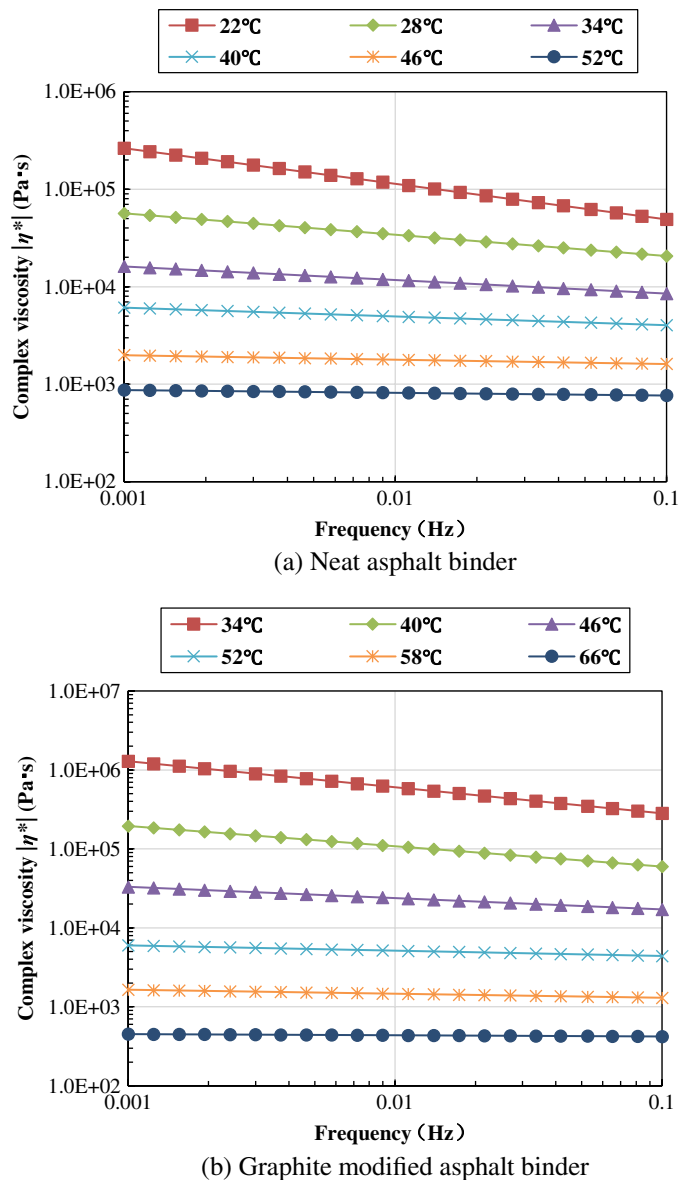 22℃ 28℃ 34℃
40℃ 46℃ 52℃
1.0E+06
1.0E+05
1.0E+04
1.0E+03
1.0E+02
Complex viscosity |η*| (Pa·s)
0.001 0.01 0.1
Frequency (Hz)
(a) Neat asphalt binder
34℃ 40℃ 46℃
52℃ 58℃ 66℃
1.0E+07
1.0E+06
1.0E+05
1.0E+04
1.0E+03
1.0E+02
Complex viscosity |η*| (Pa·s)
0.001 0.01 0.1
Frequency (Hz)
(b) Graphite modified asphalt binder